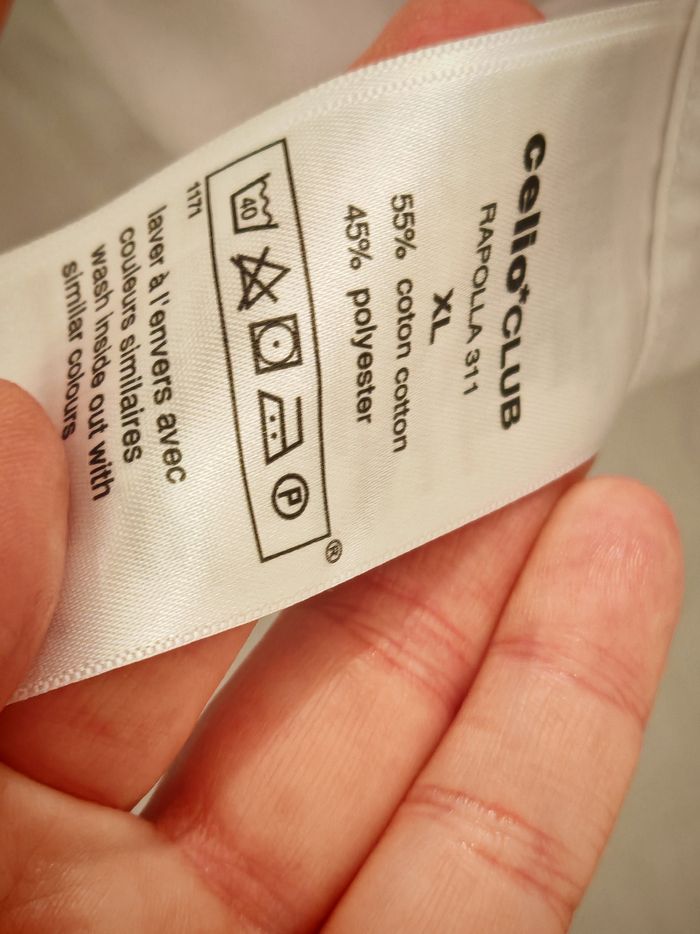 celio*CLUB
RAPOLLA 311
XL
55% coton cotton
45% polyester
40
P
®
1171
laver à l'envers avec
couleurs similaires
wash inside out with
similar colours